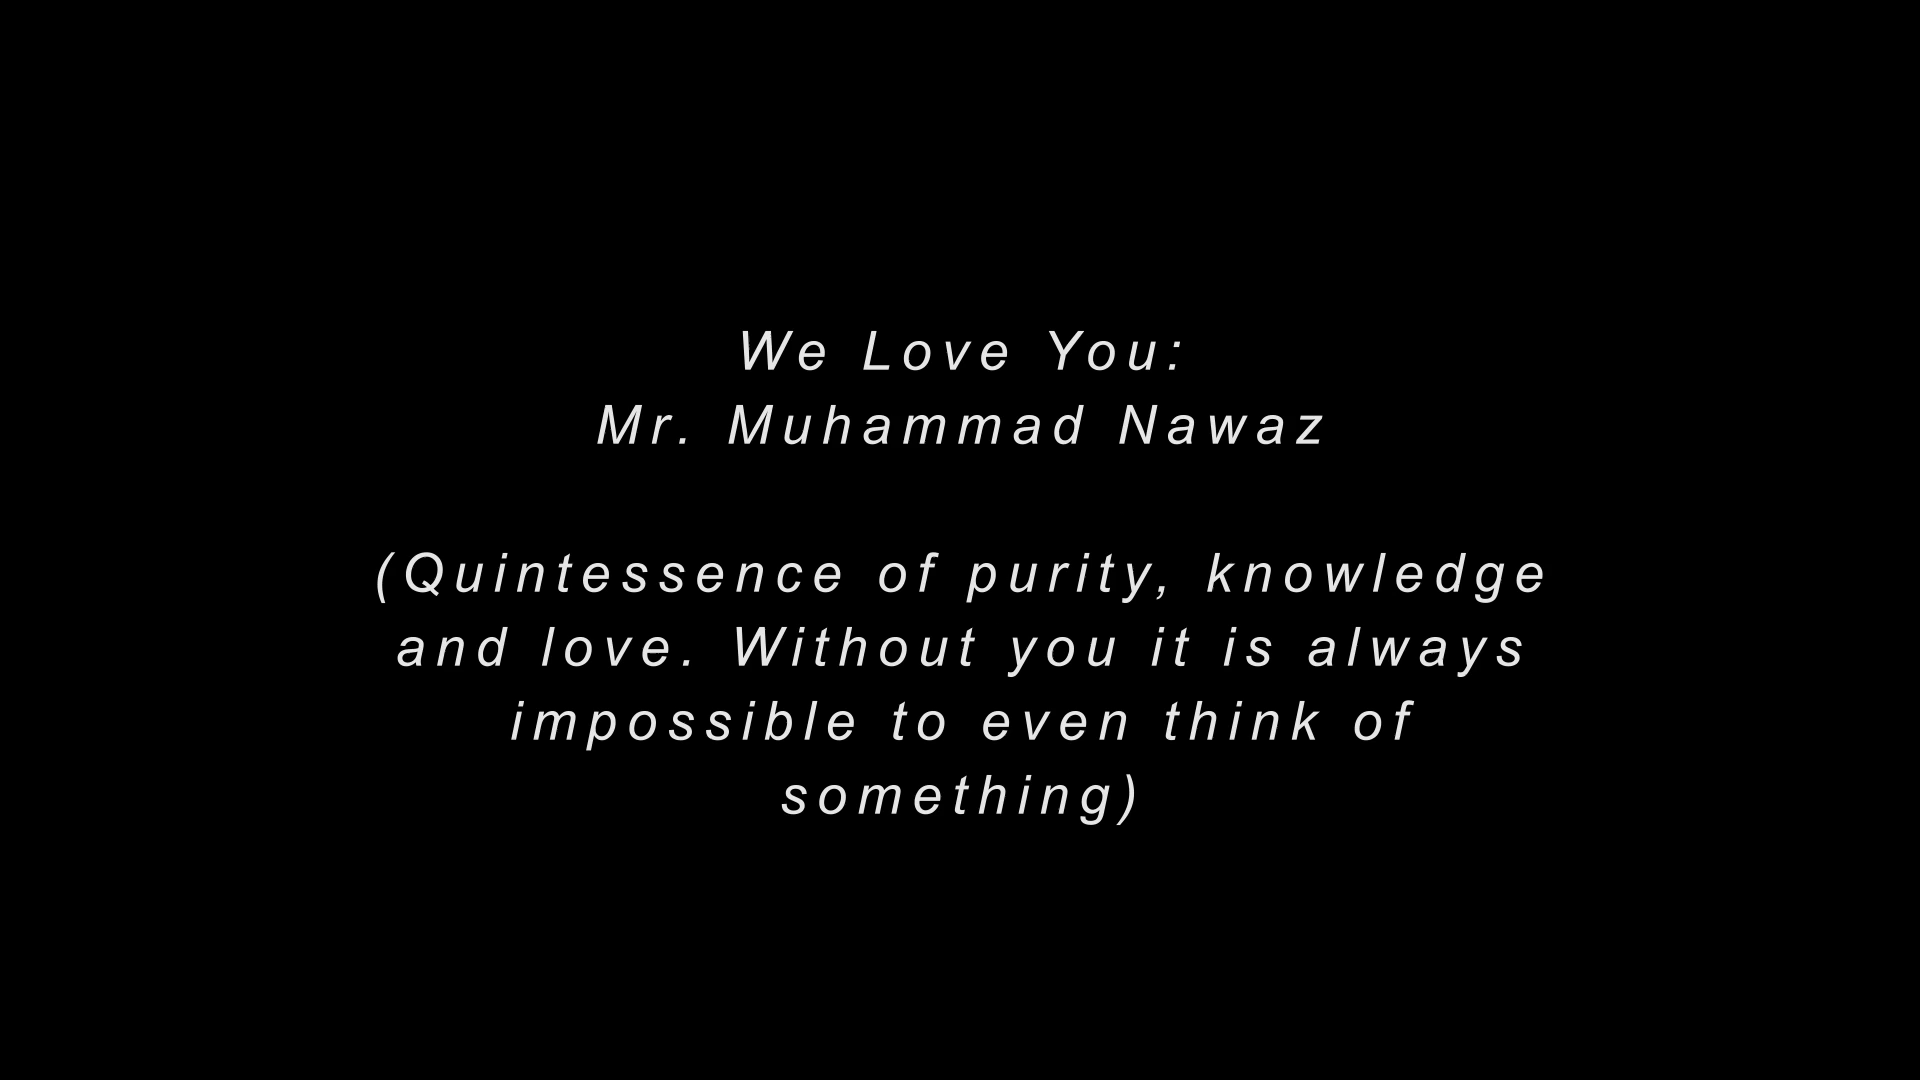 We Love You:
Mr. Muhammad Nawaz
(Quintessence of purity, knowledge
and love. Without you it is always
impossible to even think of
something)